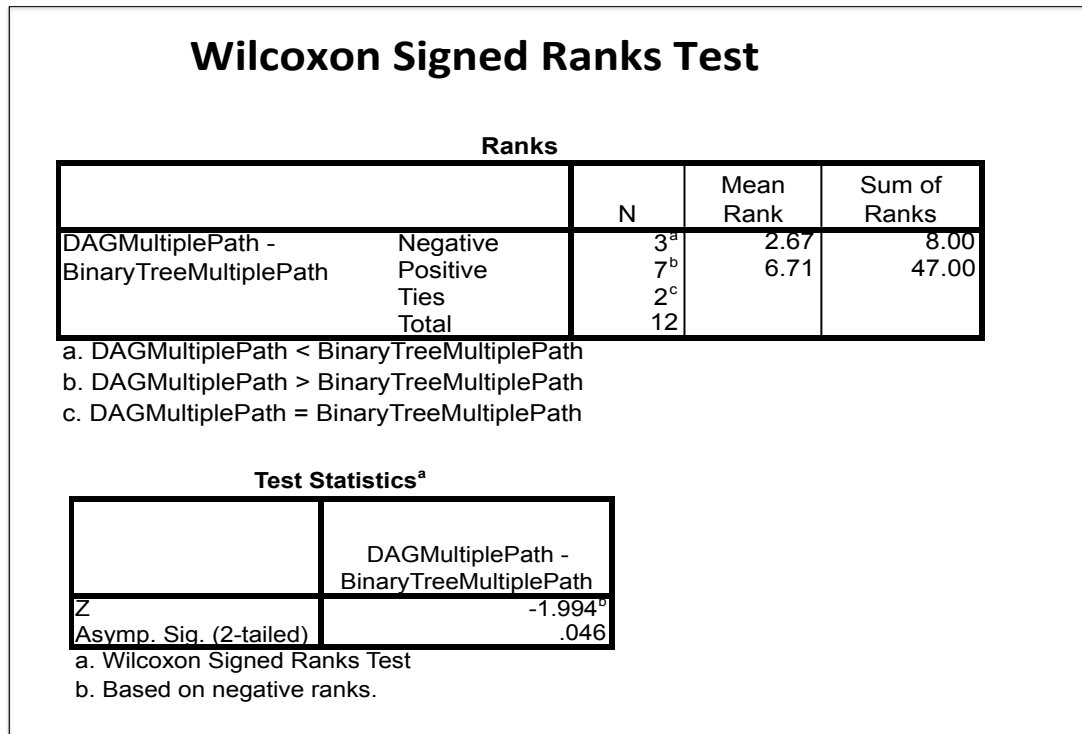 Wilcoxon Signed Ranks Test
Ranks
N Mean Rank Sum of Ranks
DAGMultiplePath - BinaryTreeMultiplePath Negative 3a 2.67 8.00
Positive 7b 6.71 47.00
Ties 2c
Total 12
a. DAGMultiplePath < BinaryTreeMultiplePath
b. DAGMultiplePath > BinaryTreeMultiplePath
c. DAGMultiplePath = BinaryTreeMultiplePath
Test Statisticsa
DAGMultiplePath -
BinaryTreeMultiplePath
Z -1.994b
Asymp. Sig. (2-tailed) .046
a. Wilcoxon Signed Ranks Test
b. Based on negative ranks.